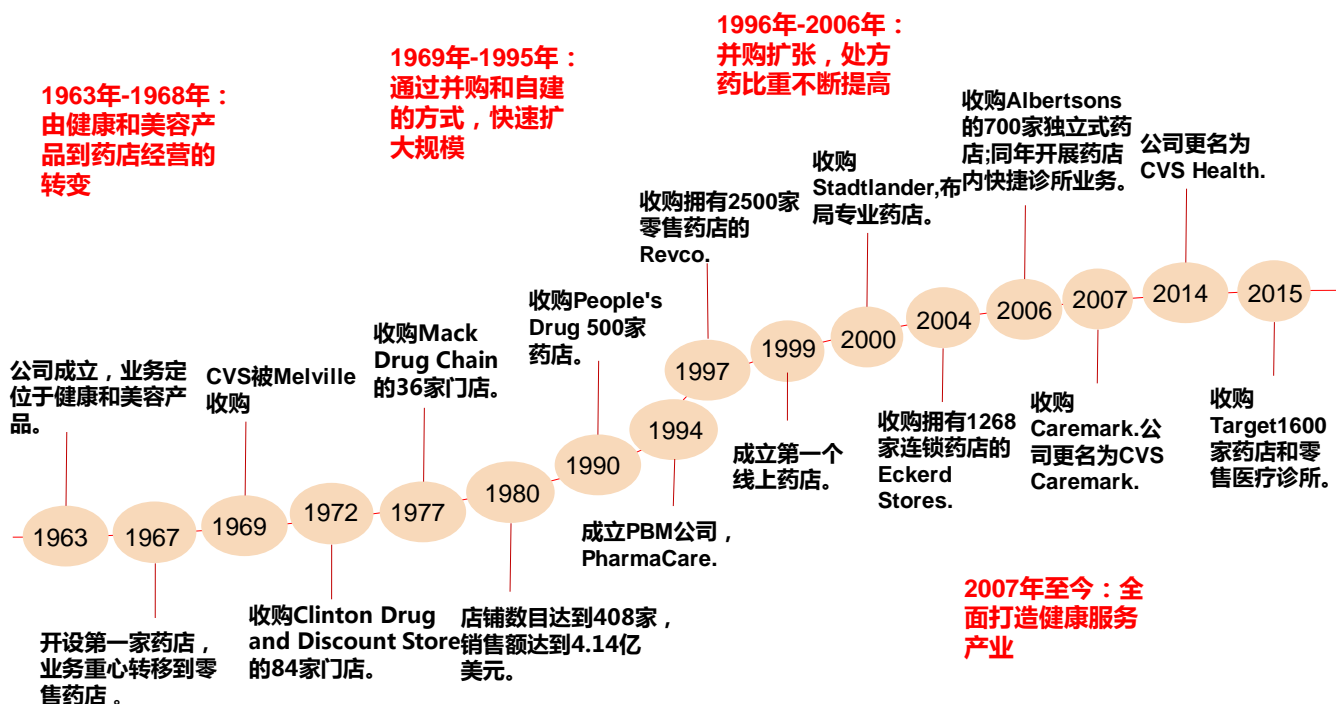 1963年-1968年：
由健康和美容产
品到药店经营的
转变
1969年-1995年：
通过并购和自建
的方式，快速扩
大规模
1996年-2006年：
并购扩张，处方
药比重不断提高
公司成立，业务定
位于健康和美容产
品。
CVS被Melville
收购
收购Mack
Drug Chain
的36家门店。
收购People's
Drug 500家
药店。
收购拥有2500家
零售药店的
Revco.
收购
Stadtlander,布
局专业药店。
收购Albertsons
的700家独立式药
店;同年开展药店
内快捷诊所业务。
公司更名为
CVS Health.
1963
1967
1969
1972
1977
1980
1990
1994
1997
1999
2000
2004
2006
2007
2014
2015
开设第一家药店，
业务重心转移到零
售药店 。
收购Clinton Drug
and Discount Store
的84家门店。
店铺数目达到408家，
销售额达到4.14亿
美元。
成立PBM公司，
PharmaCare.
成立第一个
线上药店。
收购拥有1268
家连锁药店的
Eckerd
Stores.
收购
Caremark.公
司更名为CVS
Caremark.
收购
Target1600
家药店和零
售医疗诊所。
2007年至今：全
面打造健康服务
产业